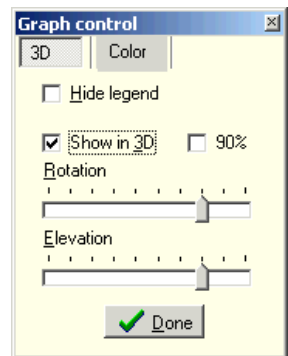 Graph control
3D Color
Hide legend
Show in 3D 90%
Rotation
Elevation
Done